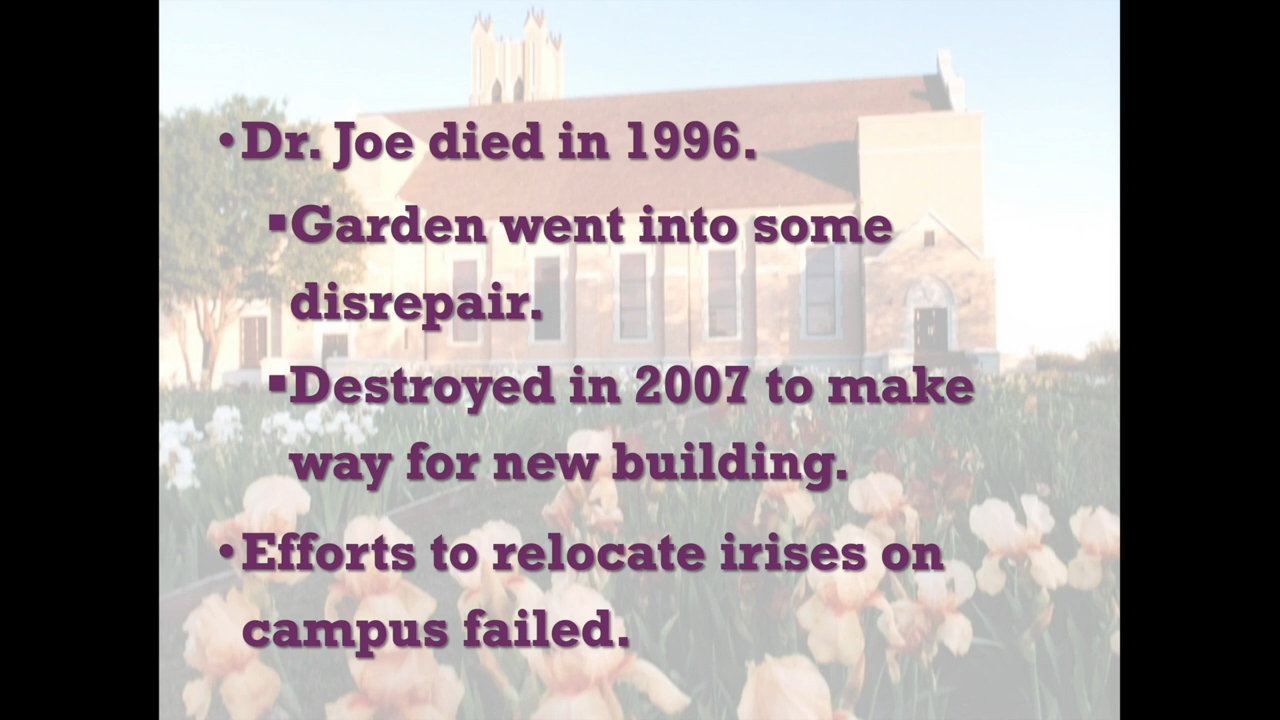 • Dr. Joe died in 1996.
▪ Garden went into some
disrepair.
▪ Destroyed in 2007 to make
way for new building.
• Efforts to relocate irises on
campus failed.